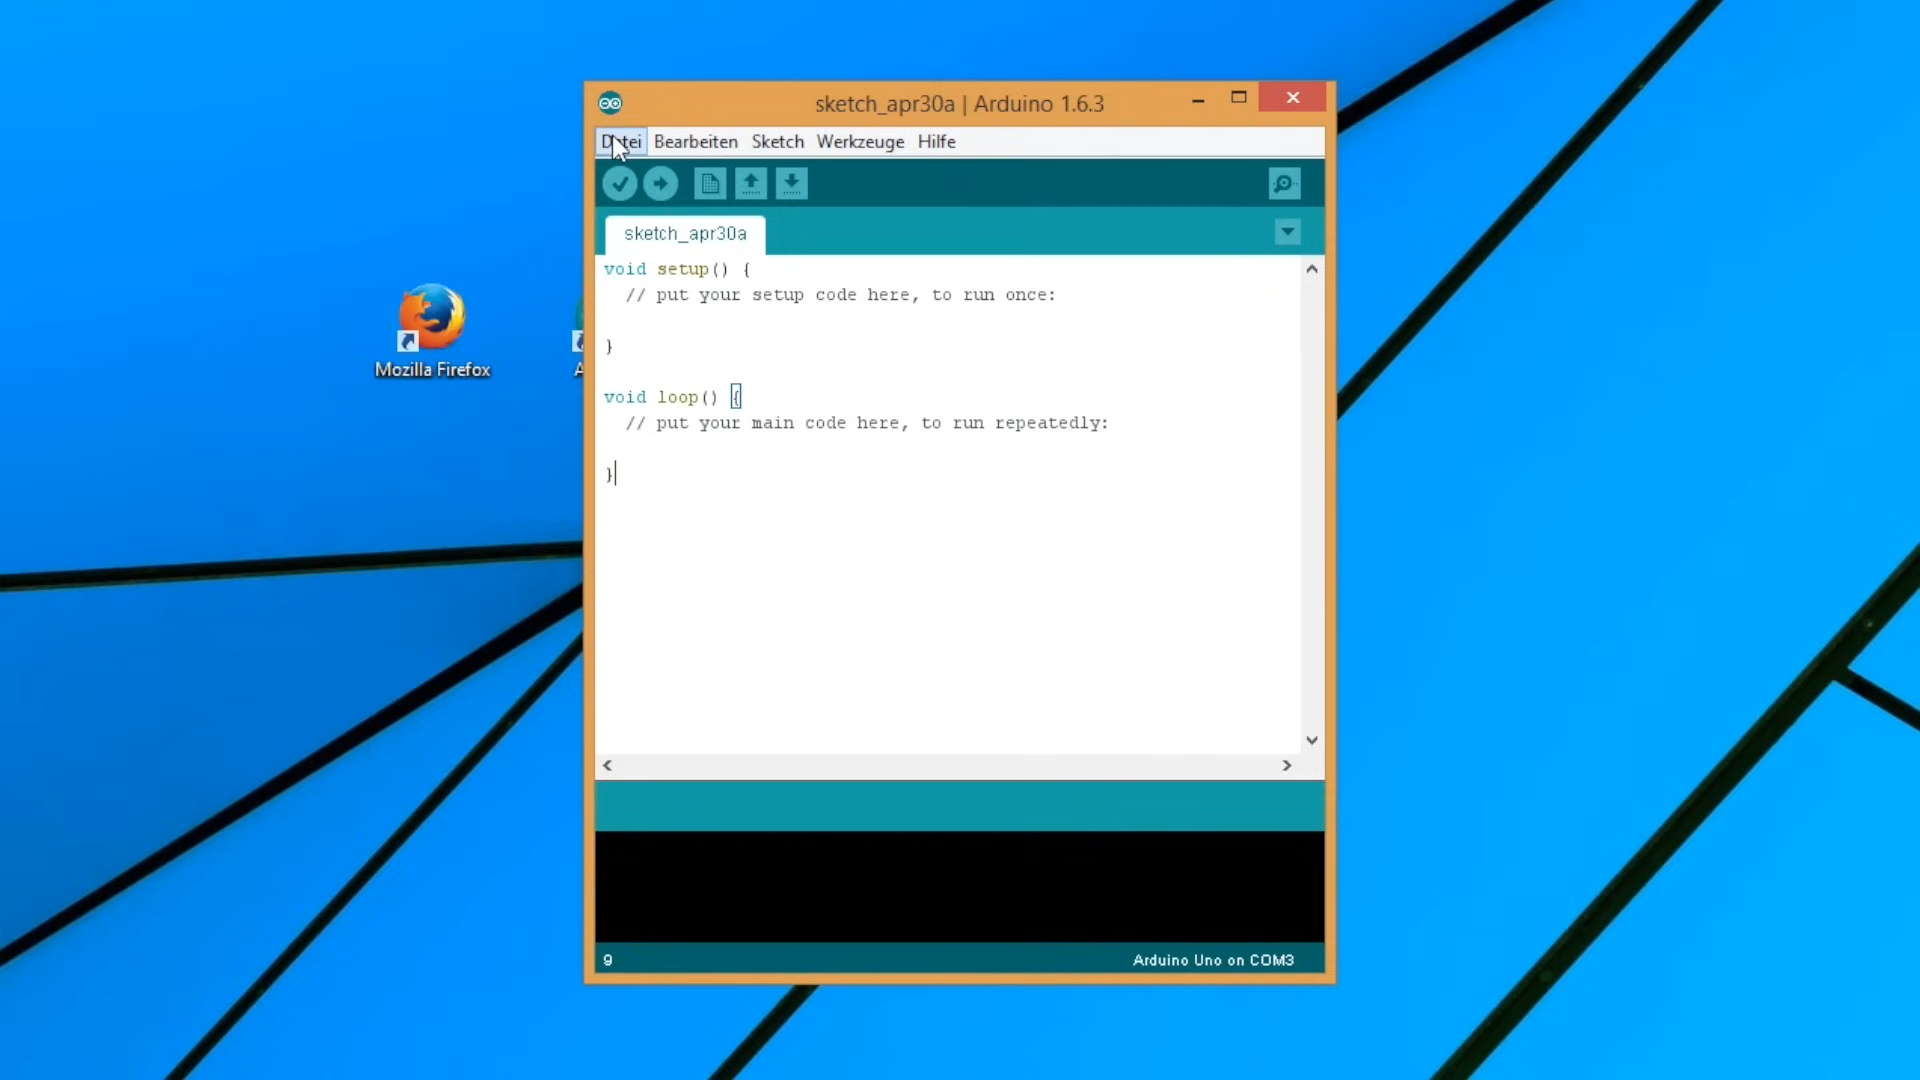 sketch_apr30a | Arduino 1.6.3
Datei Bearbeiten Sketch Werkzeuge Hilfe
sketch_apr30a
void setup() {
// put your setup code here, to run once:
}
void loop() {
// put your main code here, to run repeatedly:
}
Mozilla Firefox
A
9
Arduino Uno on COM3